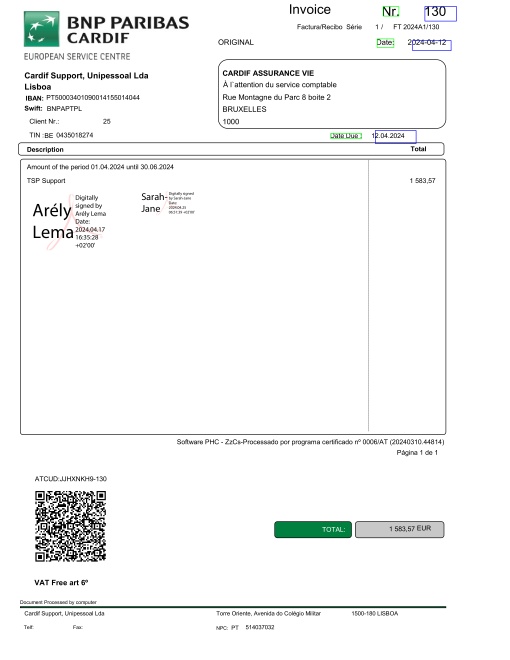 Invoice Nr. 130
BNP PARIBAS
CARDIF
EUROPEAN SERVICE CENTRE
Factura/Recibo Série 1 / FT 2024A1/130
ORIGINAL Date: 2024-04-12
Cardif Support, Unipessoal Lda
Lisboa
IBAN: PT50003401090014155014044
Swift: BNPAPTPL
Client Nr.: 25
TIN :BE 0435018274
CARDIF ASSURANCE VIE
À l´attention du service comptable
Rue Montagne du Parc 8 boite 2
BRUXELLES
1000
Date Due : 12.04.2024
Description Total
Amount of the period 01.04.2024 until 30.06.2024
TSP Support 1 583,57
Arély Lema
Digitally
signed by
Arély Lema
Date:
2024.04.17
16:35:28
+02'00'
Sarah-
Jane
Digitally signed
by Sarah-Jane
Date:
Software PHC - ZzCs-Processado por programa certificado nº 0006/AT (20240310.44814)
Página 1 de 1
ATCUD:JJHXNKH9-130
TOTAL: 1 583,57 EUR
VAT Free art 6º
Document Processed by computer
Cardif Support, Unipessoal Lda Torre Oriente, Avenida do Colégio Militar 1500-180 LISBOA
Telf: Fax: NPC: PT 514037032